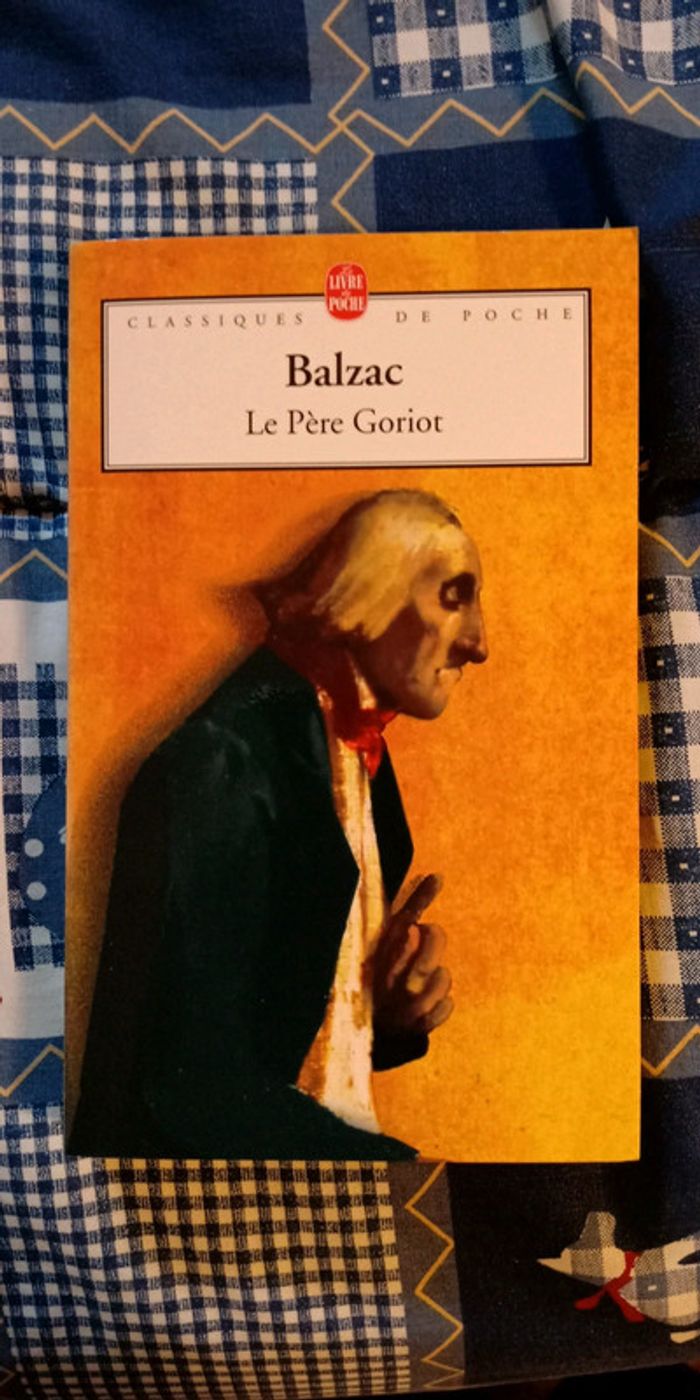 Le
LIVRE
de
POCHE
CLASSIQUES DE POCHE
Balzac
Le Père Goriot